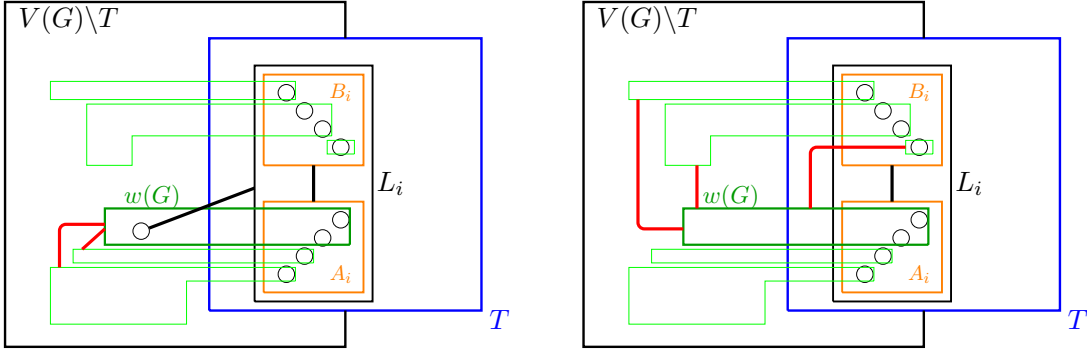 V(G)\T
B_i
w(G)
L_i
A_i
T
V(G)\T
B_i
w(G)
L_i
A_i
T